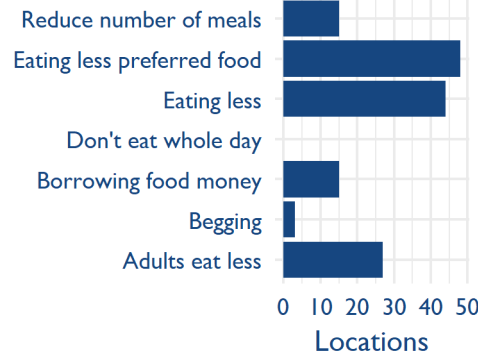 Reduce number of meals
Eating less preferred food
Eating less
Don't eat whole day
Borrowing food money
Begging
Adults eat less
0 10 20 30 40 50
Locations